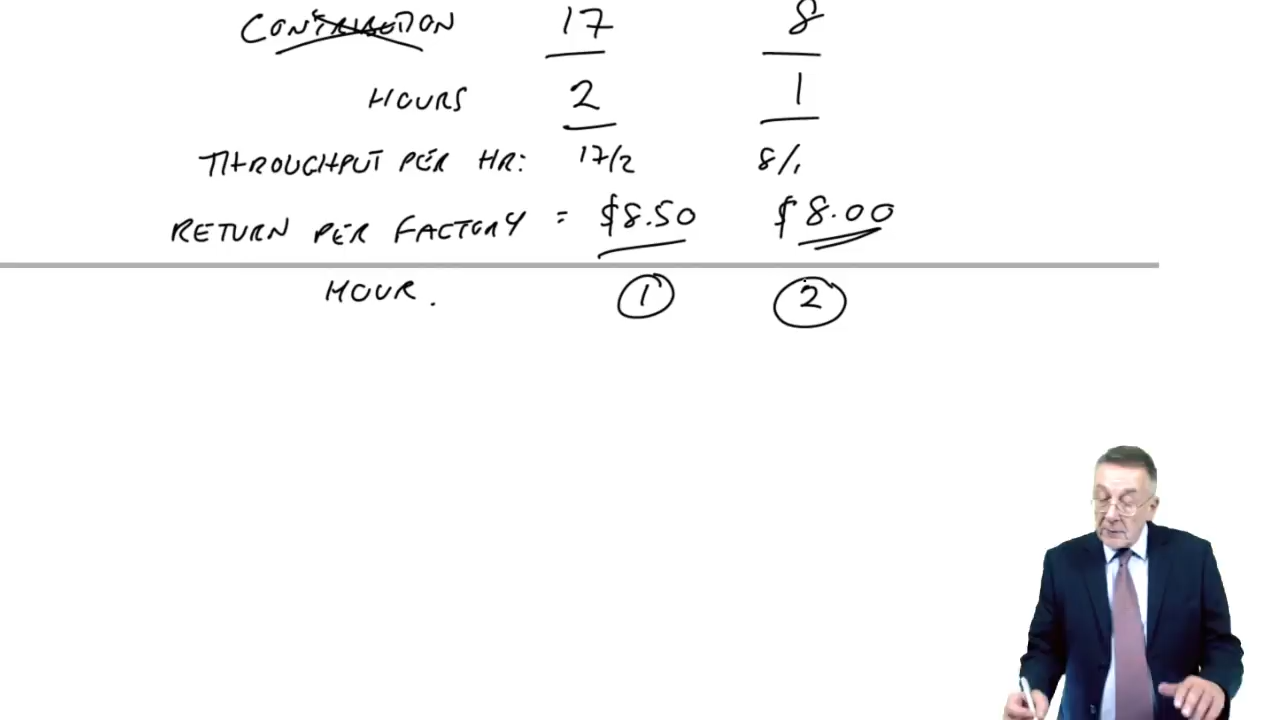 CONTRIBUTION 17 8
HOURS 2 1
THROUGHPUT PER HR: 17/2 8/1
RETURN PER FACTORY = $8.50 $8.00
HOUR. 1 2